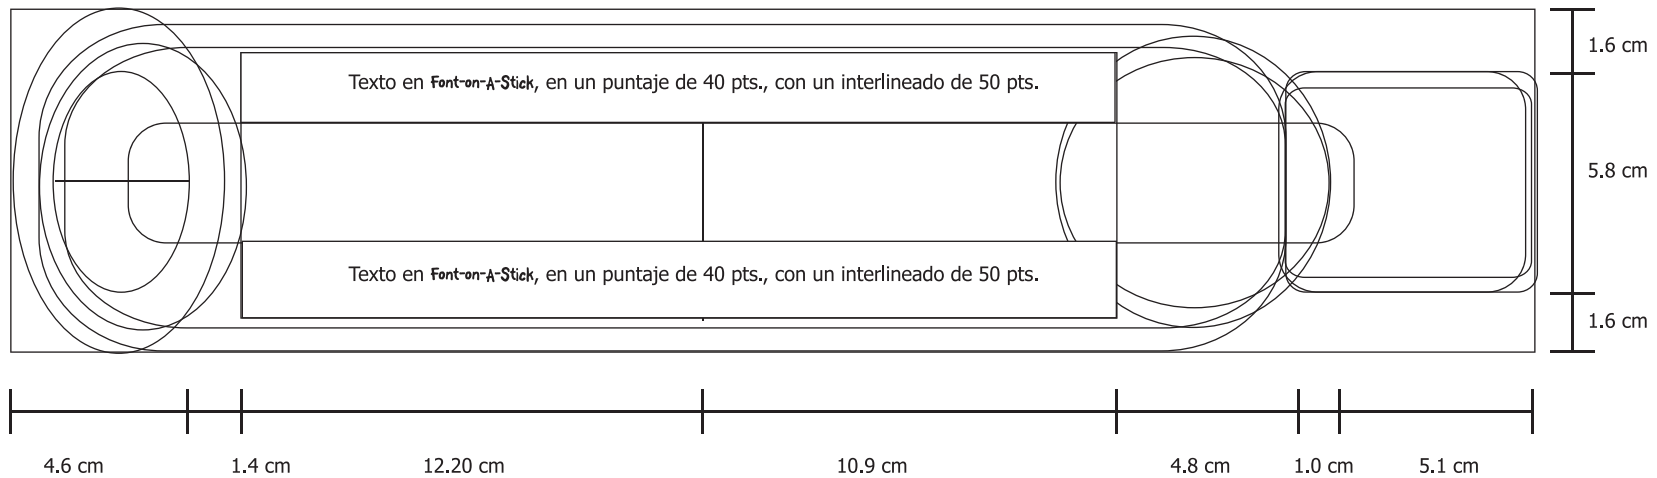 1.6 cm
Texto en Font-on-A-Stick, en un puntaje de 40 pts., con un interlineado de 50 pts.
5.8 cm
Texto en Font-on-A-Stick, en un puntaje de 40 pts., con un interlineado de 50 pts.
1.6 cm
4.6 cm 1.4 cm 12.20 cm 10.9 cm 4.8 cm 1.0 cm 5.1 cm